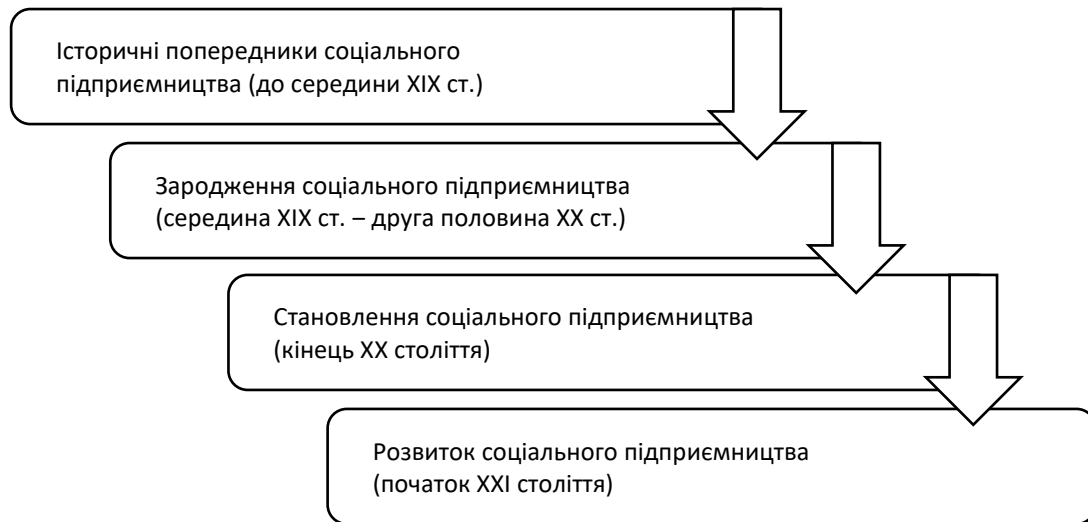 Історичні попередники соціального
підприємництва (до середини XIX ст.)
Зародження соціального підприємництва
(середина XIX ст. – друга половина XX ст.)
Становлення соціального підприємництва
(кінець XX століття)
Розвиток соціального підприємництва
(початок XXI століття)